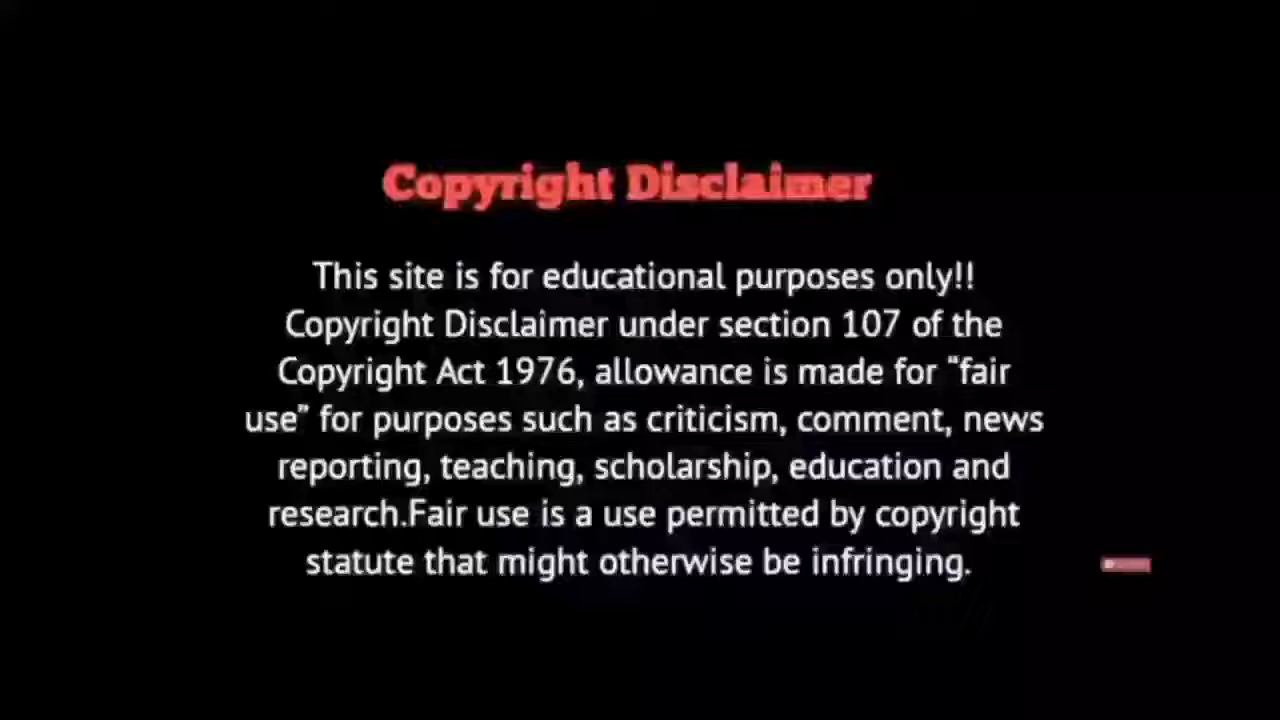 Copyright Disclaimer
This site is for educational purposes only!!
Copyright Disclaimer under section 107 of the
Copyright Act 1976, allowance is made for “fair
use” for purposes such as criticism, comment, news
reporting, teaching, scholarship, education and
research.Fair use is a use permitted by copyright
statute that might otherwise be infringing.